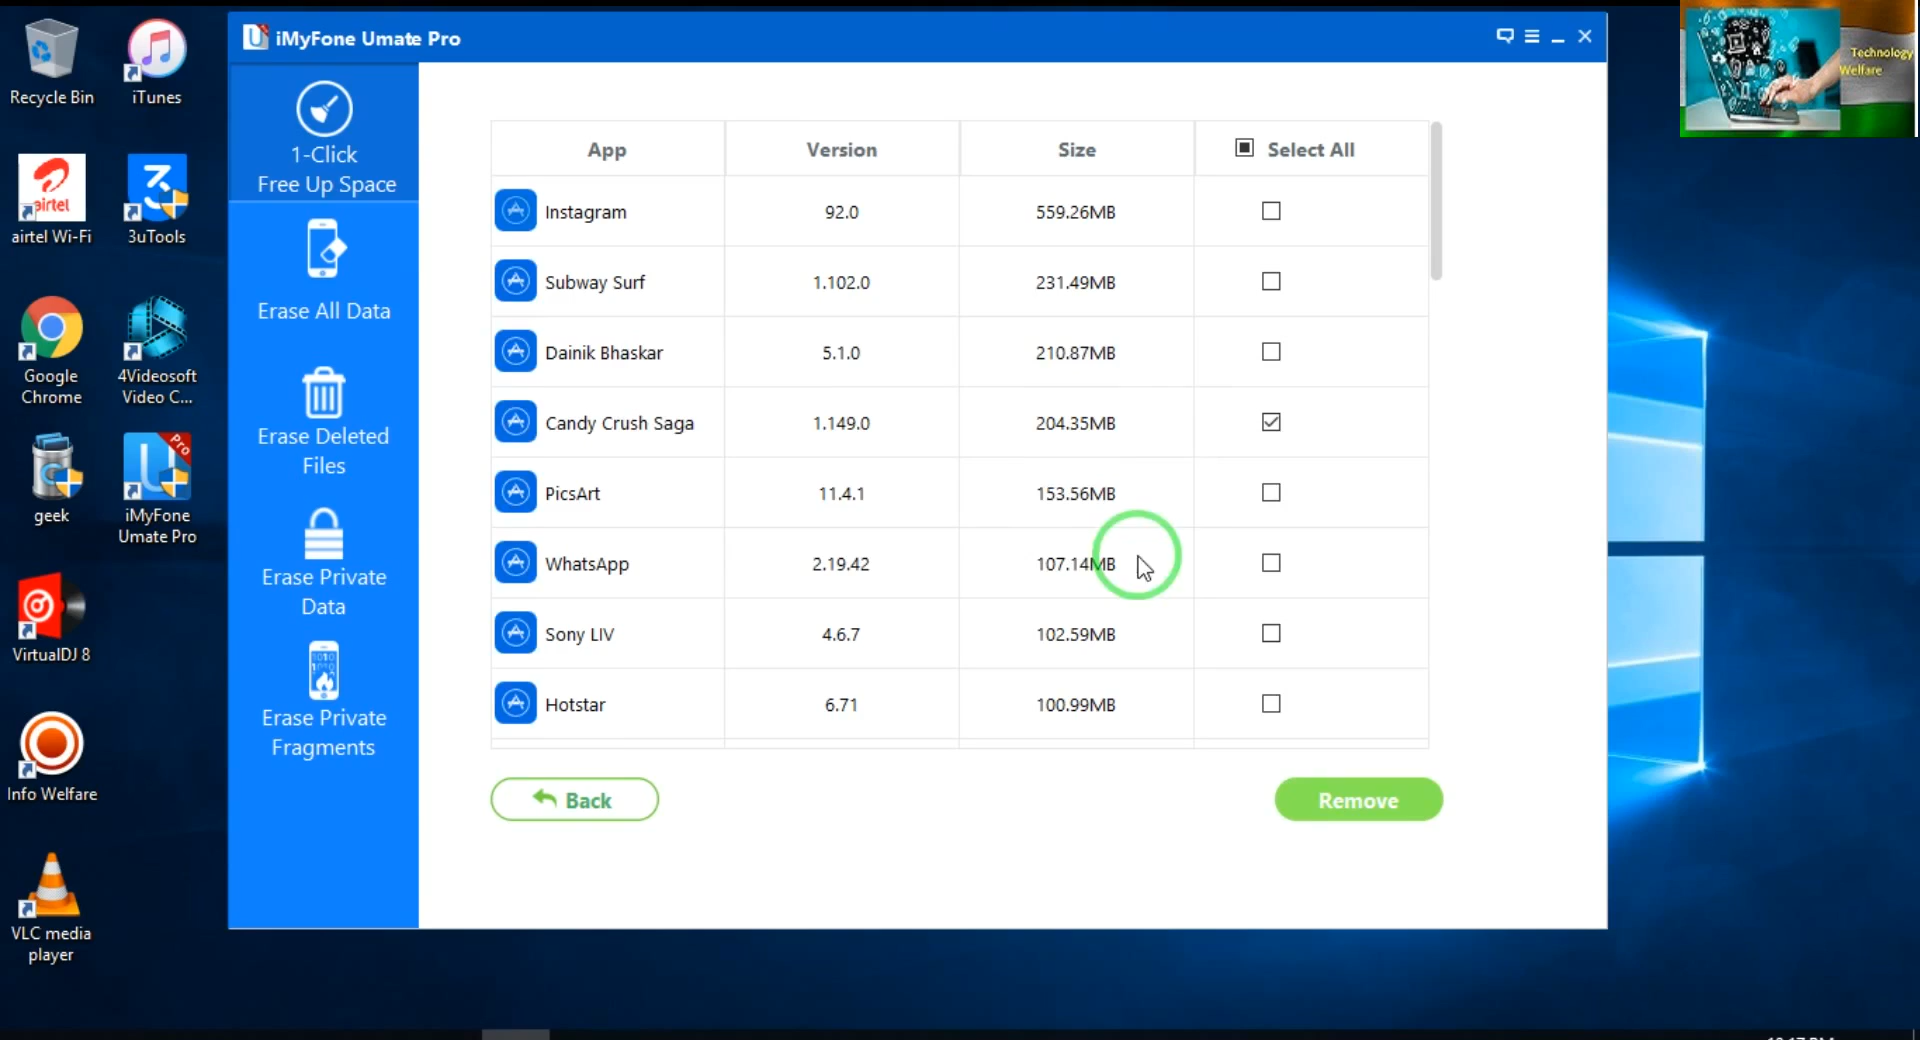 iMyFone Umate Pro
Recycle Bin
iTunes
airtel
airtel Wi-Fi
3uTools
Google
Chrome
4Videosoft
Video C...
geek
Pro
iMyFone
Umate Pro
VirtualDJ 8
Info Welfare
VLC media
player
1-Click
Free Up Space
Erase All Data
Erase Deleted
Files
Erase Private
Data
Erase Private
Fragments
App Version Size Select All
Instagram 92.0 559.26MB
Subway Surf 1.102.0 231.49MB
Dainik Bhaskar 5.1.0 210.87MB
Candy Crush Saga 1.149.0 204.35MB
PicsArt 11.4.1 153.56MB
WhatsApp 2.19.42 107.14MB
Sony LIV 4.6.7 102.59MB
Hotstar 6.71 100.99MB
Back
Remove
Technology
Welfare